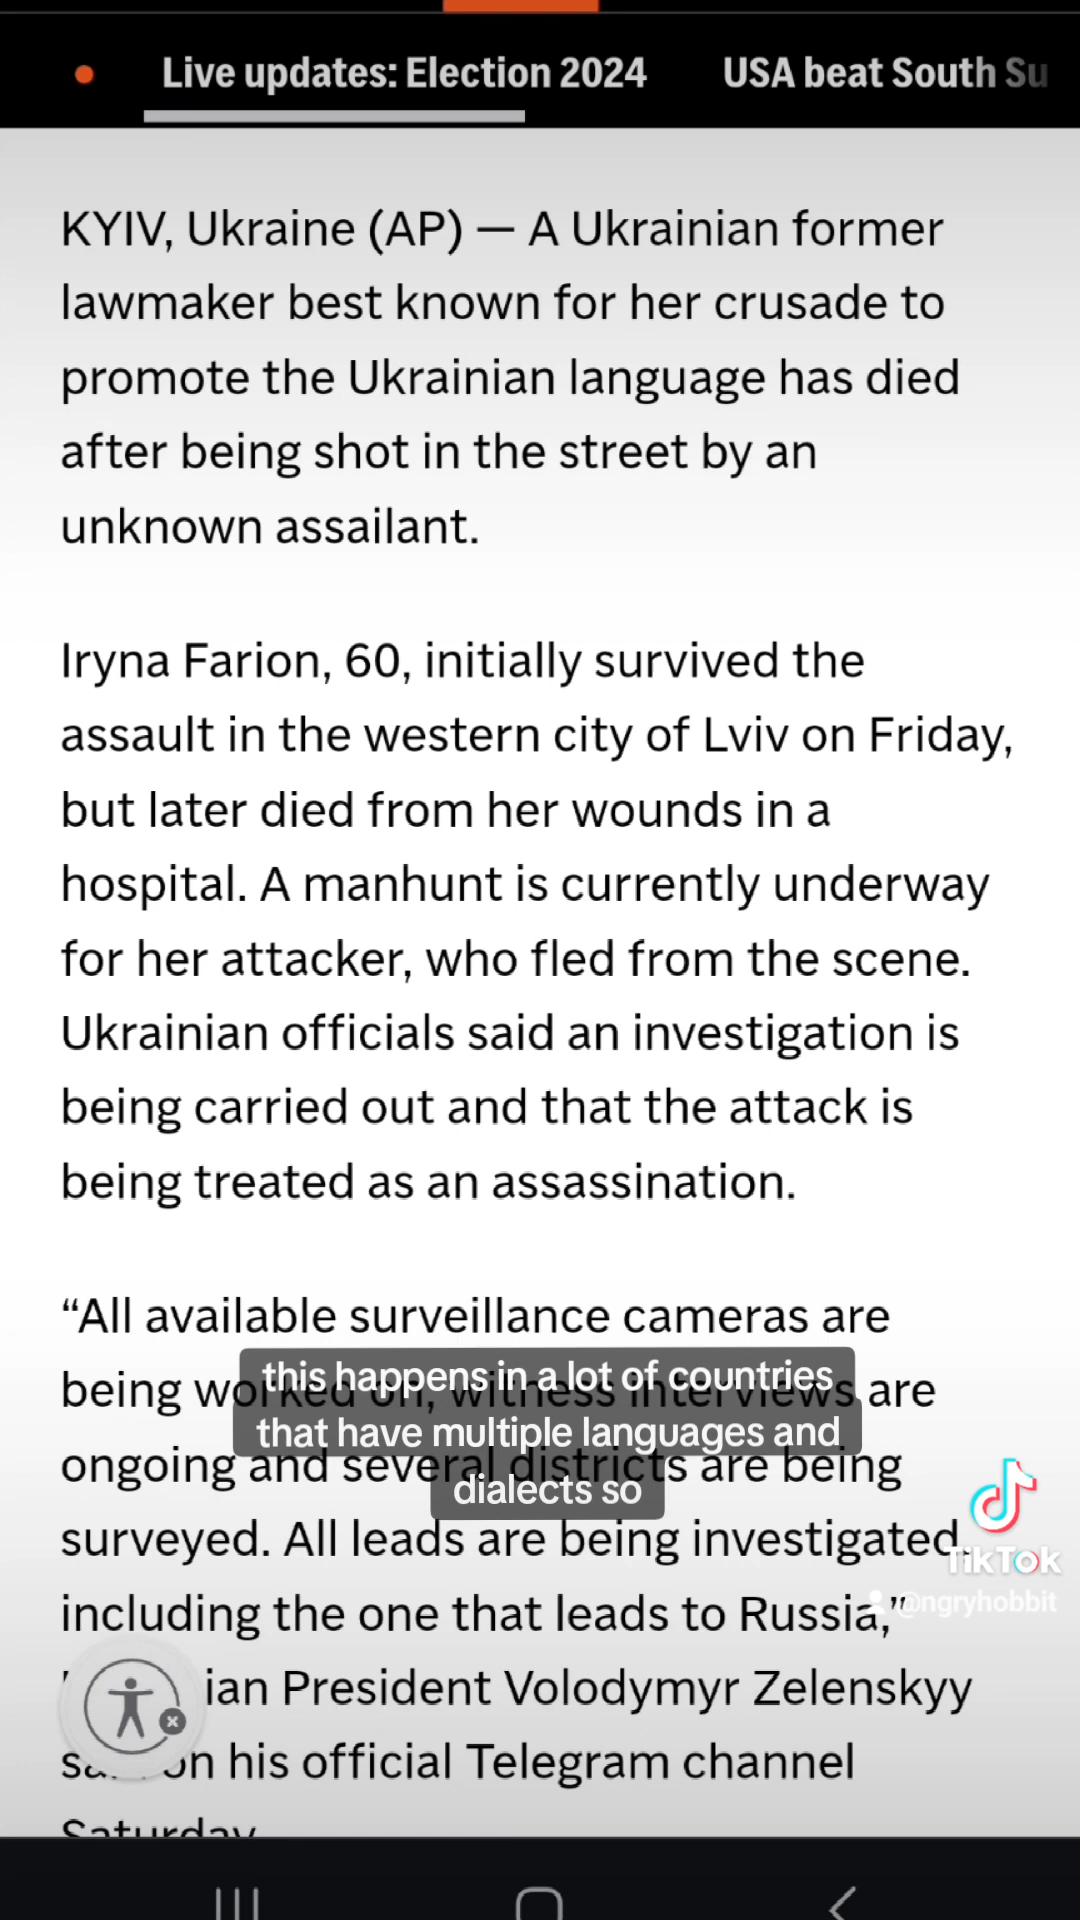 Live updates: Election 2024 USA beat South Su
KYIV, Ukraine (AP) — A Ukrainian former
lawmaker best known for her crusade to
promote the Ukrainian language has died
after being shot in the street by an
unknown assailant.
Iryna Farion, 60, initially survived the
assault in the western city of Lviv on Friday,
but later died from her wounds in a
hospital. A manhunt is currently underway
for her attacker, who fled from the scene.
Ukrainian officials said an investigation is
being carried out and that the attack is
being treated as an assassination.
“All available surveillance cameras are
this happens in a lot of countries
being worked on, witness interviews are
that have multiple languages and
ongoing and several districts are being
dialects so
surveyed. All leads are being investigated,
TikTok
including the one that leads to Russia,”
@ngryhobbit
ian President Volodymyr Zelenskyy
on his official Telegram channel
Saturday